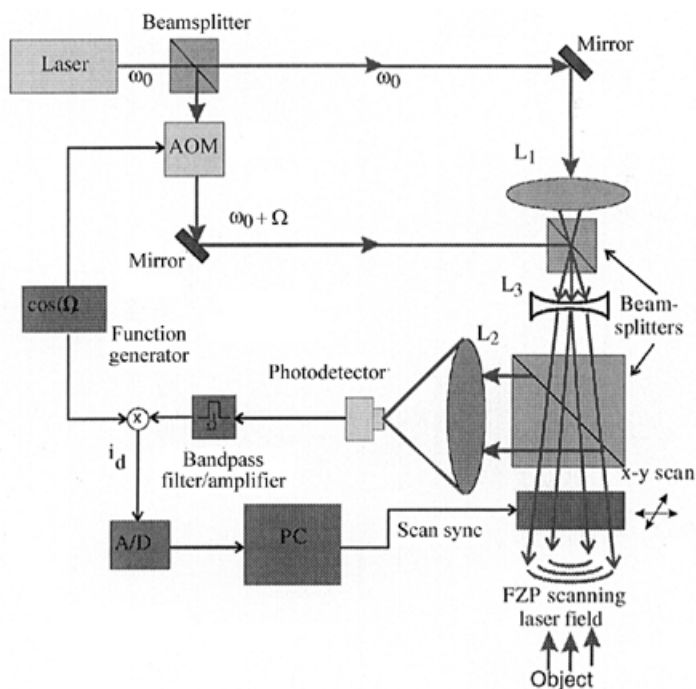 Beamsplitter
Laser
ω₀
ω₀
Mirror
AOM
L₁
ω₀ + Ω
Mirror
L₃
Beam-
splitters
cos(Ω
Function
generator
L₂
Photodetector
x
Ω
i_d
Bandpass
filter/amplifier
x-y scan
A/D
PC
Scan sync
FZP scanning
laser field
Object